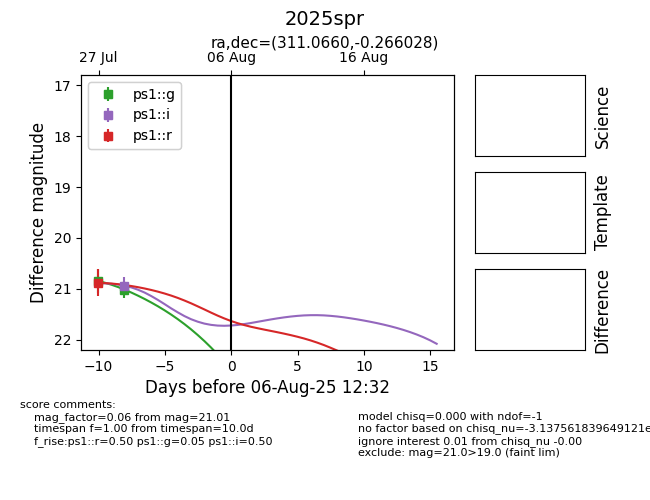 2025spr
ra,dec=(311.0660,-0.266028)
27 Jul
06 Aug
16 Aug
17
18
19
20
21
22
Difference magnitude
ps1::g
ps1::i
ps1::r
−10
−5
0
5
10
15
Days before 06-Aug-25 12:32
Science
Template
Difference
score comments:
mag_factor=0.06 from mag=21.01
timespan f=1.00 from timespan=10.0d
f_rise:ps1::r=0.50 ps1::g=0.05 ps1::i=0.50
model chisq=0.000 with ndof=-1
no factor based on chisq_nu=-3.137561839649121e
ignore interest 0.01 from chisq_nu -0.00
exclude: mag=21.0>19.0 (faint lim)